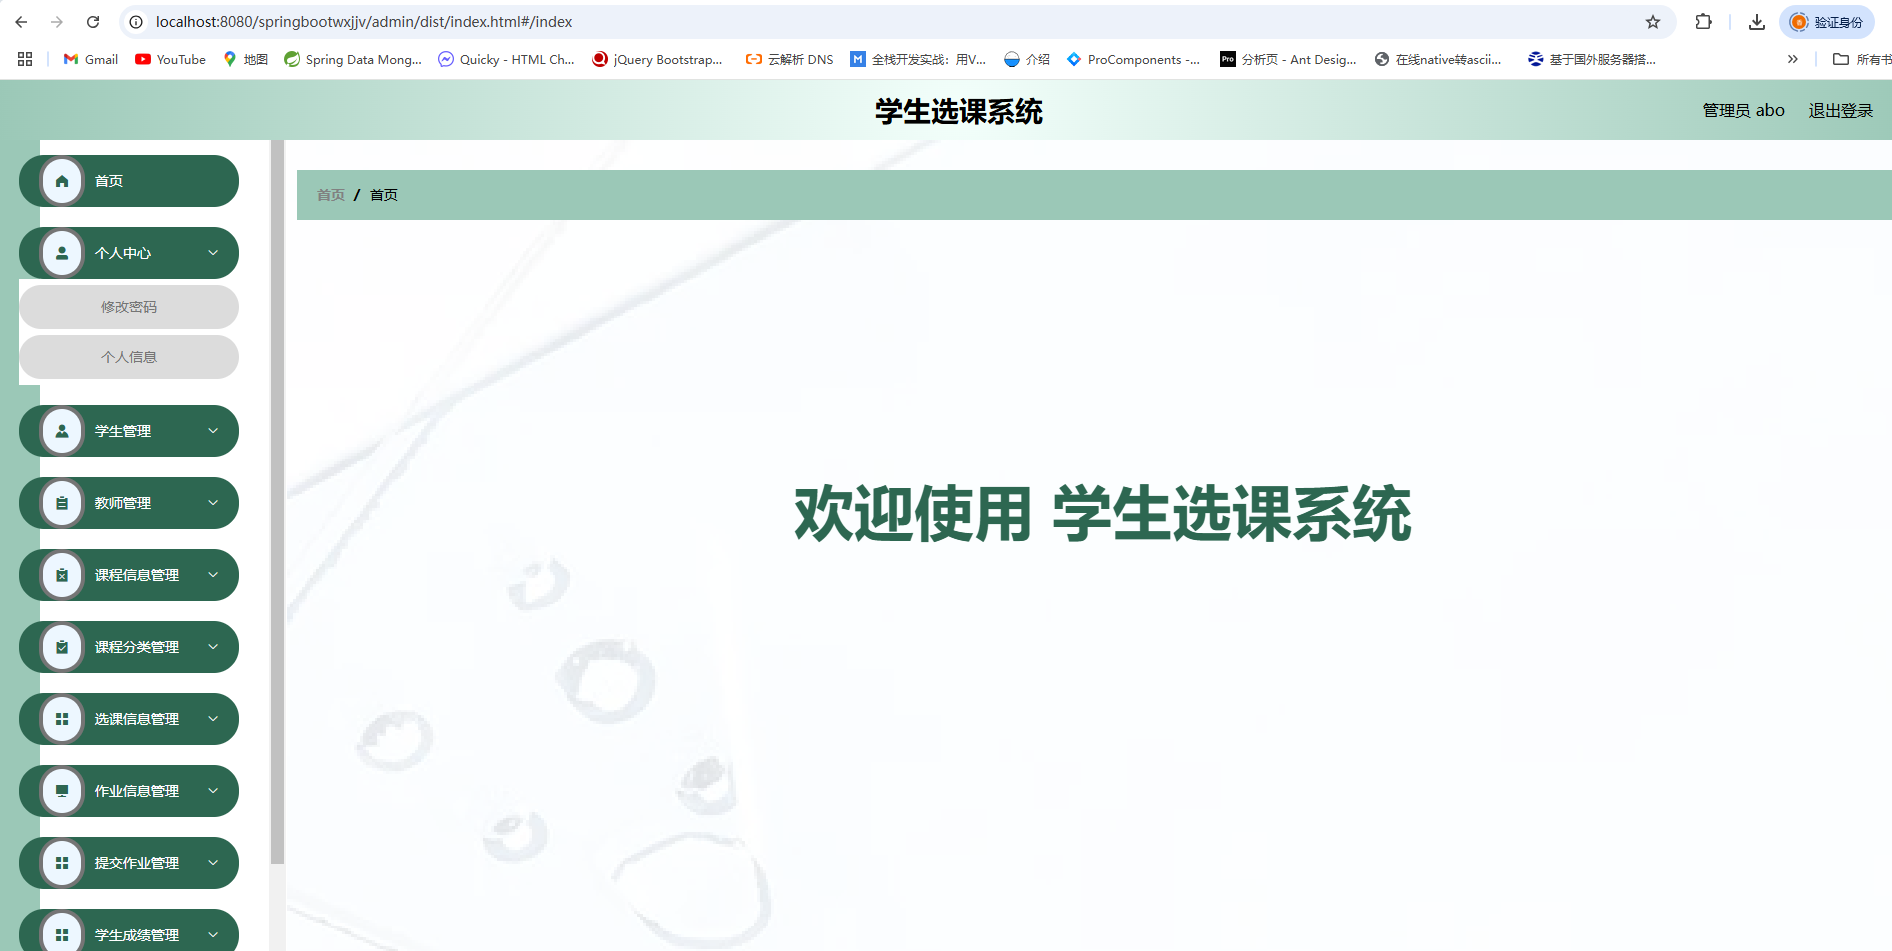 localhost:8080/springbootwxjjv/admin/dist/index.html#/index
验证身份
Gmail
YouTube
地图
Spring Data Mong...
Quicky - HTML Ch...
jQuery Bootstrap...
云解析 DNS
全栈开发实战：用V...
介绍
ProComponents -...
Pro
分析页 - Ant Desig...
在线native转ascii...
基于国外服务器搭...
所有书
学生选课系统
管理员 abo
退出登录
首页
个人中心
修改密码
个人信息
学生管理
教师管理
课程信息管理
课程分类管理
选课信息管理
作业信息管理
提交作业管理
学生成绩管理
首页 / 首页
欢迎使用 学生选课系统